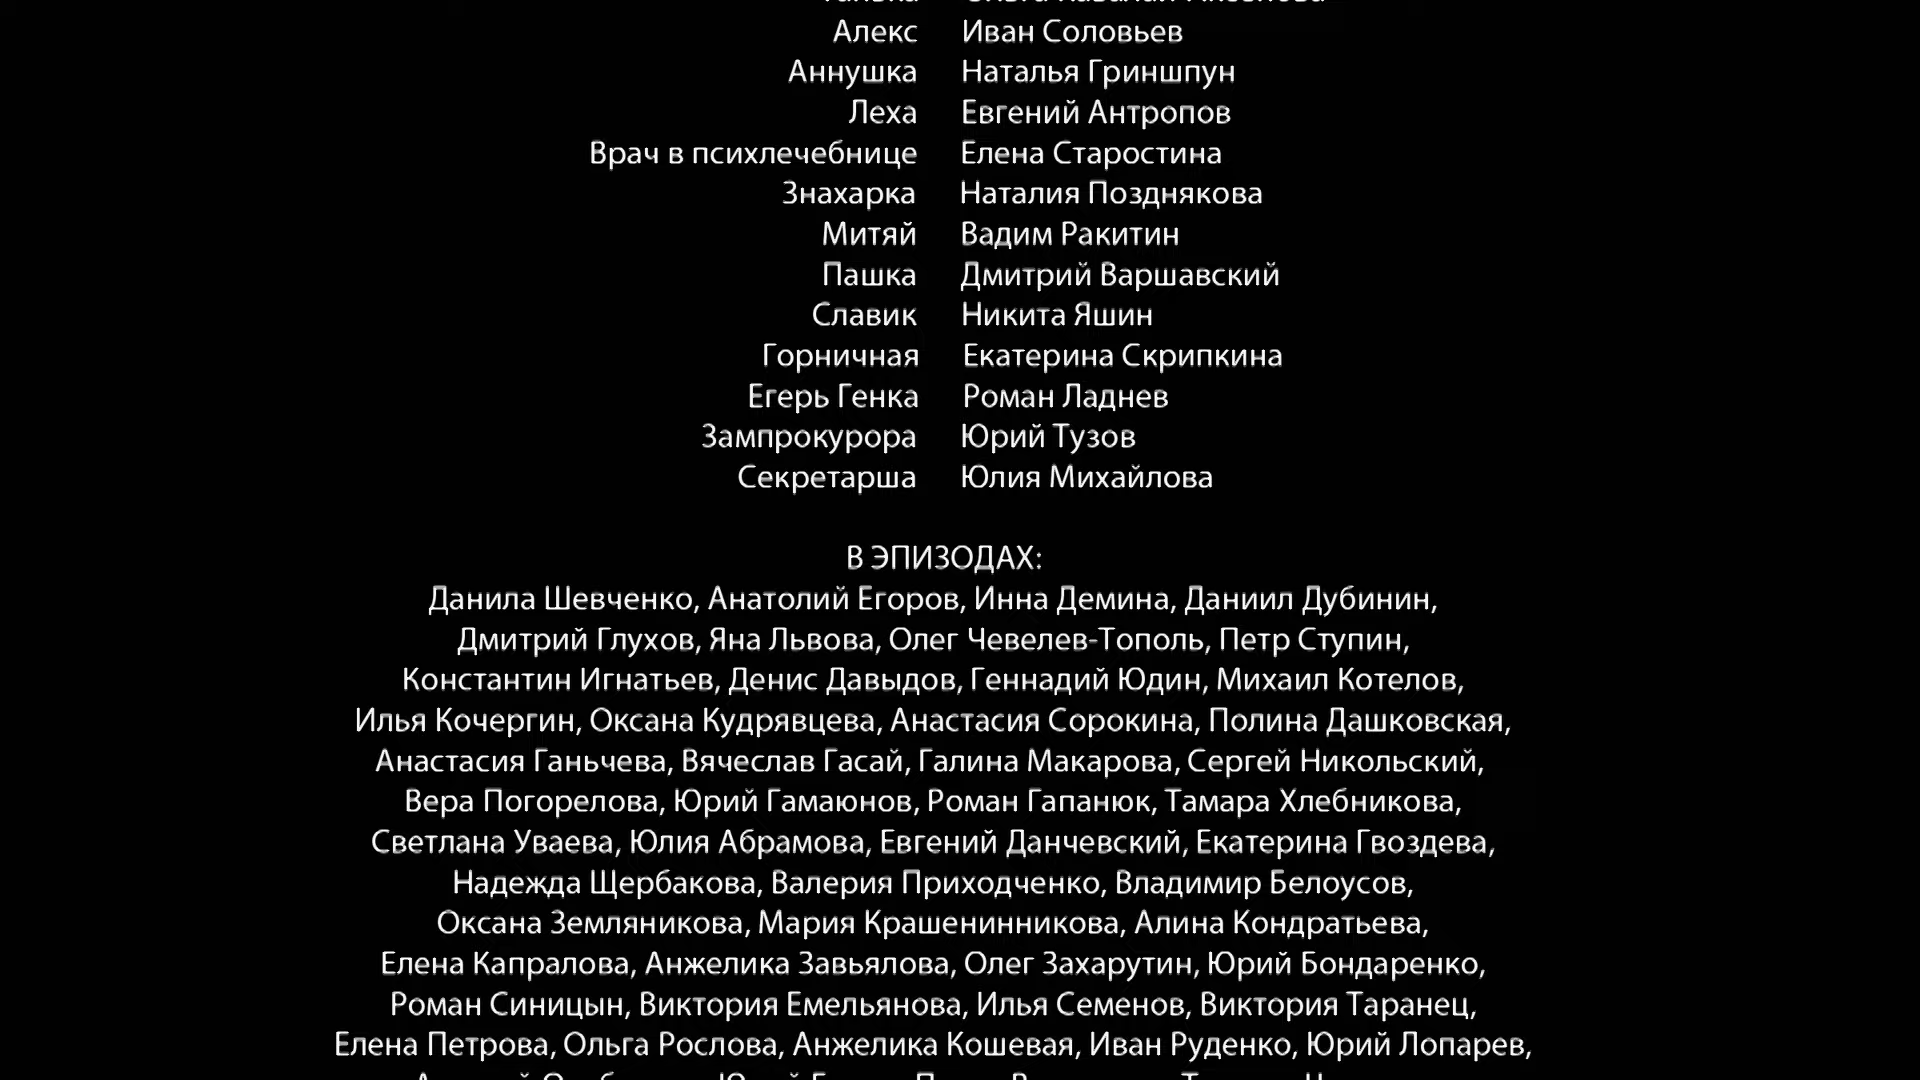 Алекс Иван Соловьев
Аннушка Наталья Гриншпун
Леха Евгений Антропов
Врач в психлечебнице Елена Старостина
Знахарка Наталия Позднякова
Митяй Вадим Ракитин
Пашка Дмитрий Варшавский
Славик Никита Яшин
Горничная Екатерина Скрипкина
Егерь Генка Роман Ладнев
Зампрокурора Юрий Тузов
Секретарша Юлия Михайлова
В ЭПИЗОДАХ:
Данила Шевченко, Анатолий Егоров, Инна Демина, Даниил Дубинин,
Дмитрий Глухов, Яна Львова, Олег Чевелев-Тополь, Петр Ступин,
Константин Игнатьев, Денис Давыдов, Геннадий Юдин, Михаил Котелов,
Илья Кочергин, Оксана Кудрявцева, Анастасия Сорокина, Полина Дашковская,
Анастасия Ганьчева, Вячеслав Гасай, Галина Макарова, Сергей Никольский,
Вера Погорелова, Юрий Гамаюнов, Роман Гапанюк, Тамара Хлебникова,
Светлана Уваева, Юлия Абрамова, Евгений Данчевский, Екатерина Гвоздева,
Надежда Щербакова, Валерия Приходченко, Владимир Белоусов,
Оксана Земляникова, Мария Крашенинникова, Алина Кондратьева,
Елена Капралова, Анжелика Завьялова, Олег Захарутин, Юрий Бондаренко,
Роман Синицын, Виктория Емельянова, Илья Семенов, Виктория Таранец,
Елена Петрова, Ольга Рослова, Анжелика Кошевая, Иван Руденко, Юрий Лопарев,